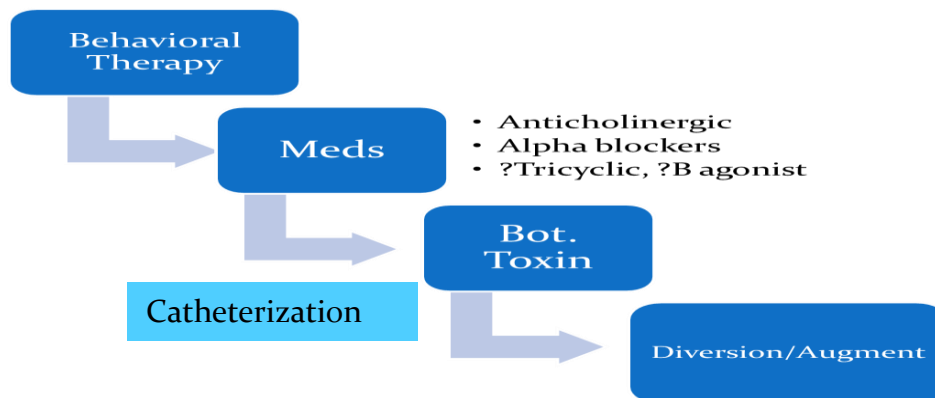 Behavioral
Therapy
Meds
• Anticholinergic
• Alpha blockers
• ?Tricyclic, ?B agonist
Bot.
Toxin
Catheterization
Diversion/Augment